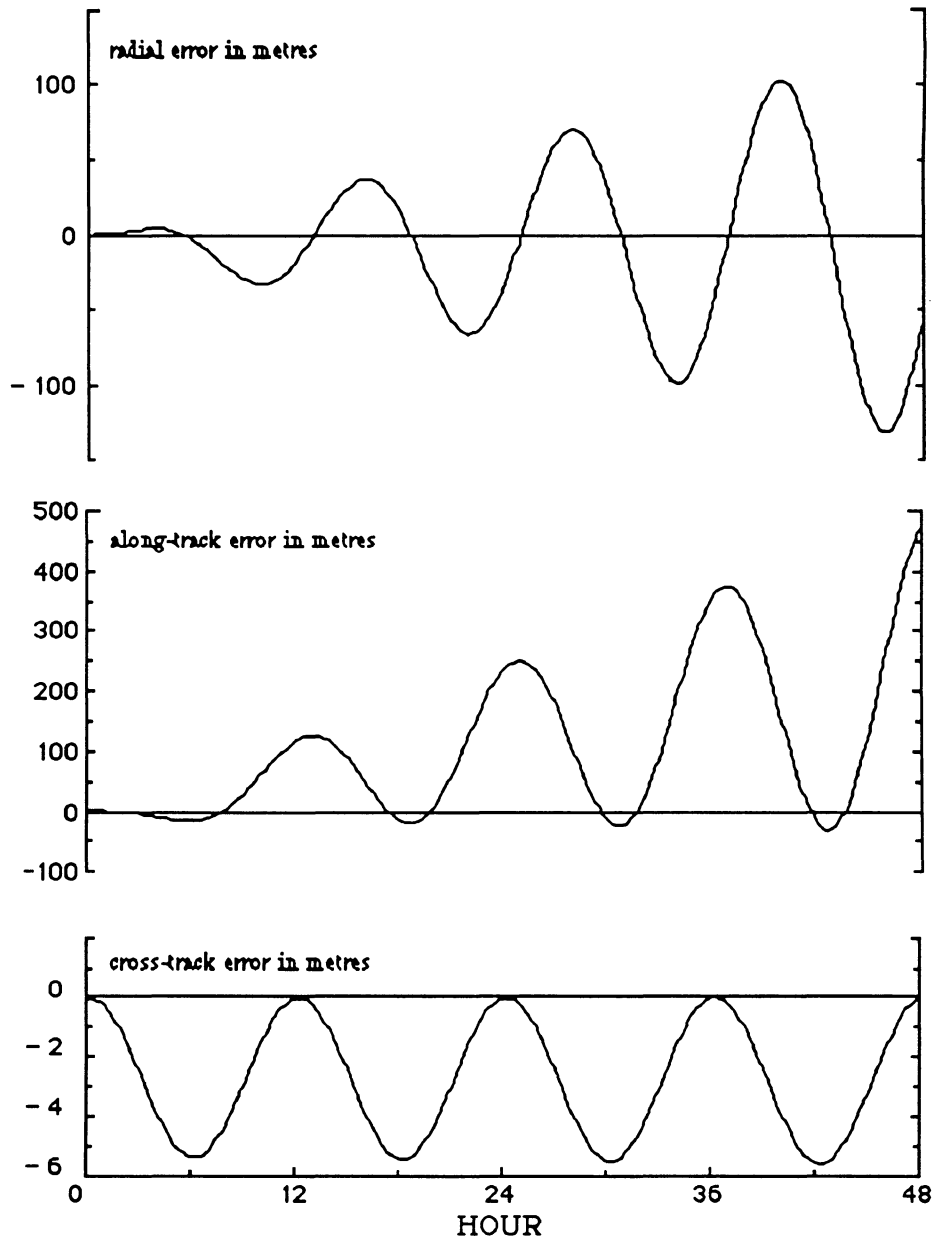 radial error in metres
100
0
- 100
500
along-track error in metres
400
300
200
100
0
-100
cross-track error in metres
0
- 2
- 4
- 6
0 12 24 36 48
HOUR